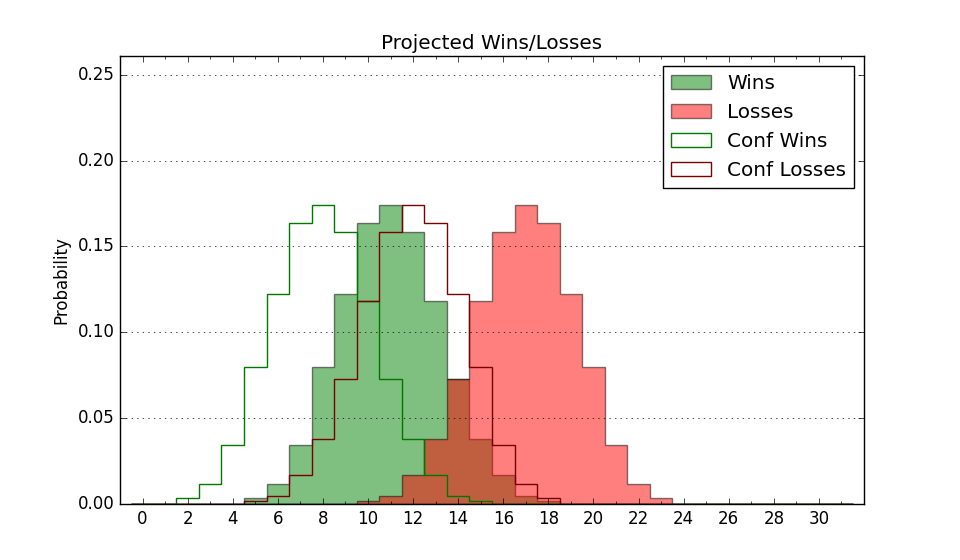 Projected Wins/Losses
0.25
0.20
0.15
0.10
0.05
0.00
Probability
Wins
Losses
Conf Wins
Conf Losses
0 2 4 6 8 10 12 14 16 18 20 22 24 26 28 30